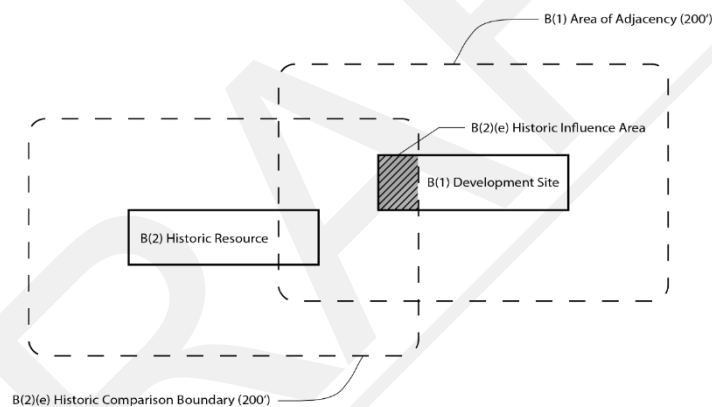 B(1) Area of Adjacency (200')
B(2)(e) Historic Influence Area
B(1) Development Site
B(2) Historic Resource
B(2)(e) Historic Comparison Boundary (200')